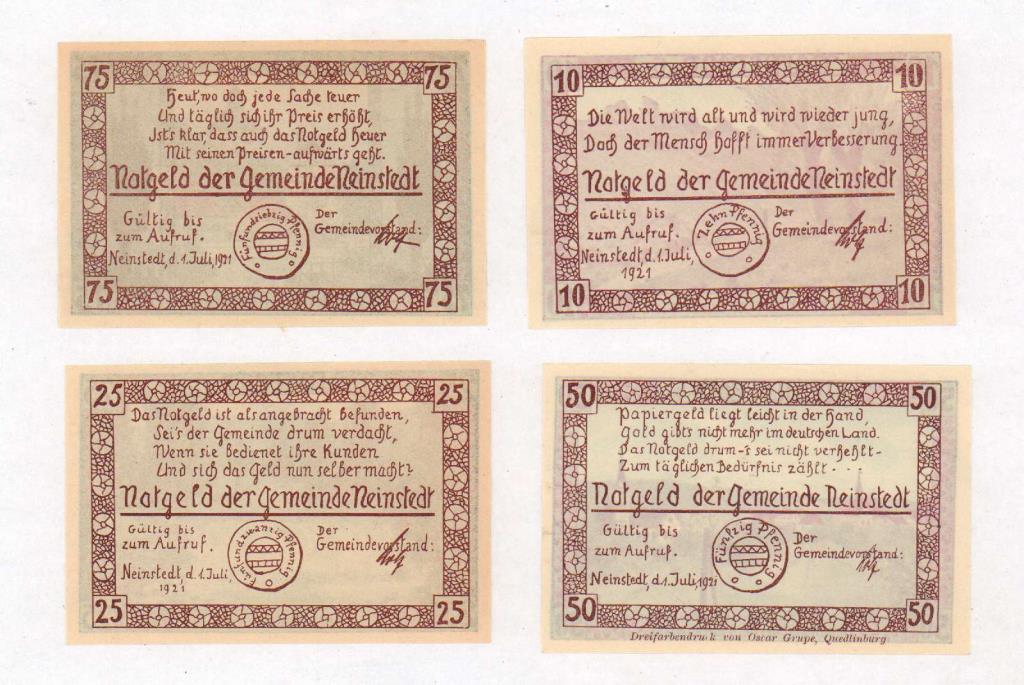 75 75
Heut, wo doch jede Sache teuer
Und täglich sich ihr Preis erhöht,
Ist's klar, dass auch das Notgeld heuer
Mit seinen Preisen-aufwärts geht.
Notgeld der Gemeinde Neinstedt
Gültig bis
zum Aufruf.
Neinstedt, d. 1. Juli, 1921
Fünfundsiebzig Pfennig
Der
Gemeindevorstand:
75 75
10 10
Die Welt wird alt und wird wieder jung,
Doch der Mensch hofft immer Verbesserung.
Notgeld der Gemeinde Neinstedt
Gültig bis
zum Aufruf.
Neinstedt, d. 1. Juli,
1921
Zehn Pfennig
Der
Gemeindevorstand:
10 10
25 25
Das Notgeld ist als angebracht befunden,
Sei's der Gemeinde drum verdacht,
Wenn sie bedienet ihre Kunden
Und sich das Geld nun selber macht?
Notgeld der Gemeinde Neinstedt
Gültig bis
zum Aufruf.
Neinstedt, d. 1. Juli,
1921
Fünfundzwanzig Pfennig
Der
Gemeindevorstand:
25 25
50 50
Papiergeld liegt leicht in der Hand,
Gold gibt's nicht mehr im deutschen Land.
Das Notgeld drum-'s sei nicht verhehlt-
Zum täglichen Bedürfnis zählt - - -
Notgeld der Gemeinde Neinstedt
Gültig bis
zum Aufruf.
Neinstedt, d. 1. Juli, 1921
Fünfzig Pfennig
Der
Gemeindevorstand:
50 50
Dreifarbendruck von Oscar Grupe, Quedlinburg